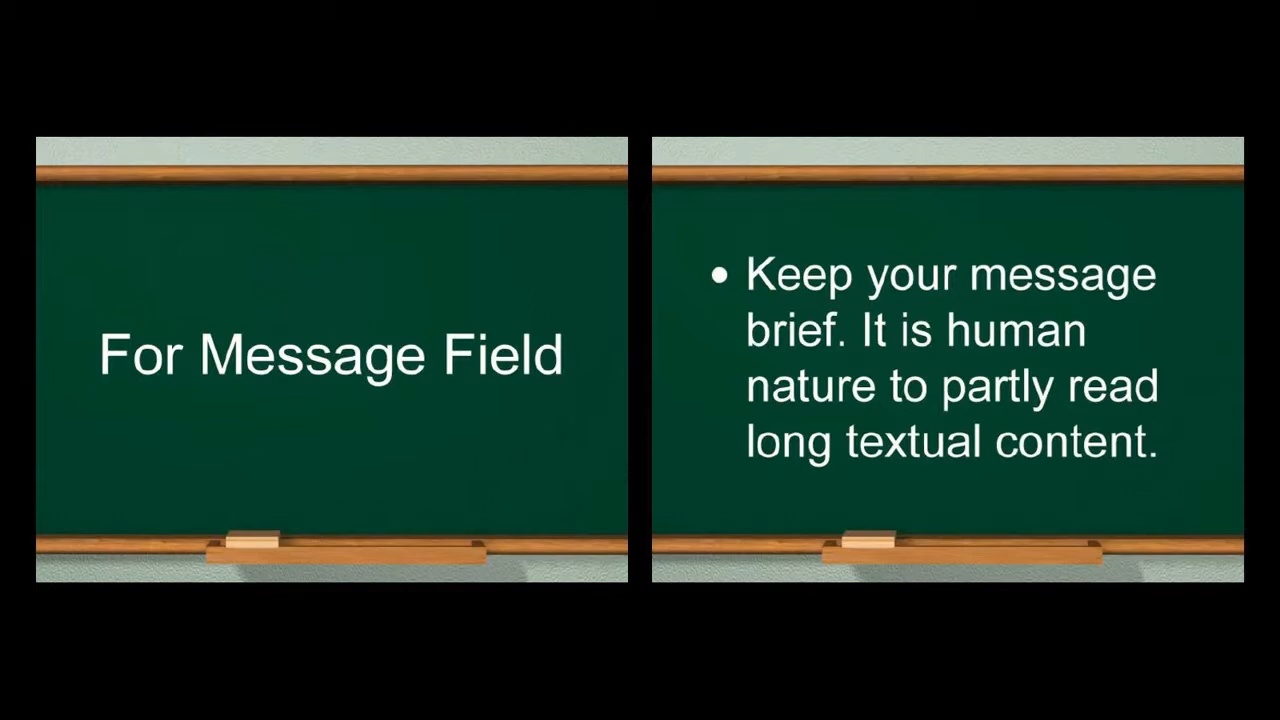 For Message Field
• Keep your message
brief. It is human
nature to partly read
long textual content.